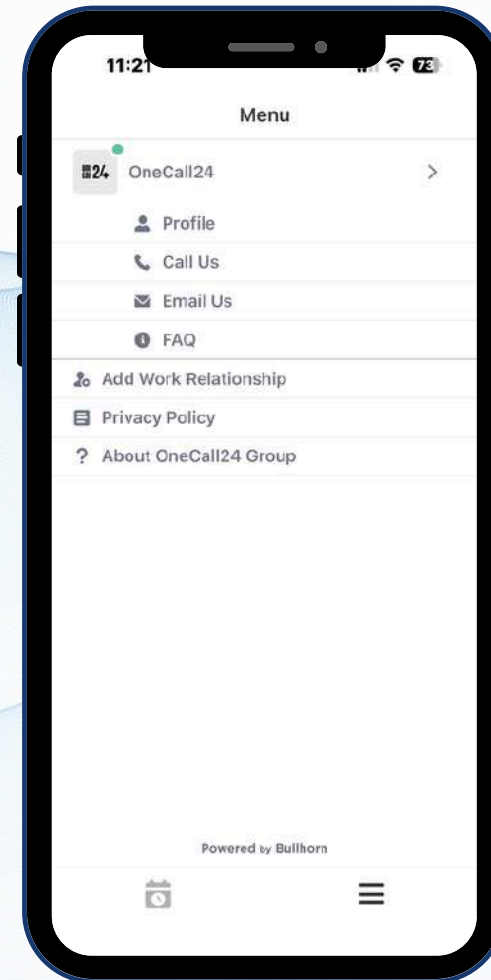 11:21
73
Menu
24 OneCall24
Profile
Call Us
Email Us
FAQ
Add Work Relationship
Privacy Policy
? About OneCall24 Group
Powered by Bullhorn